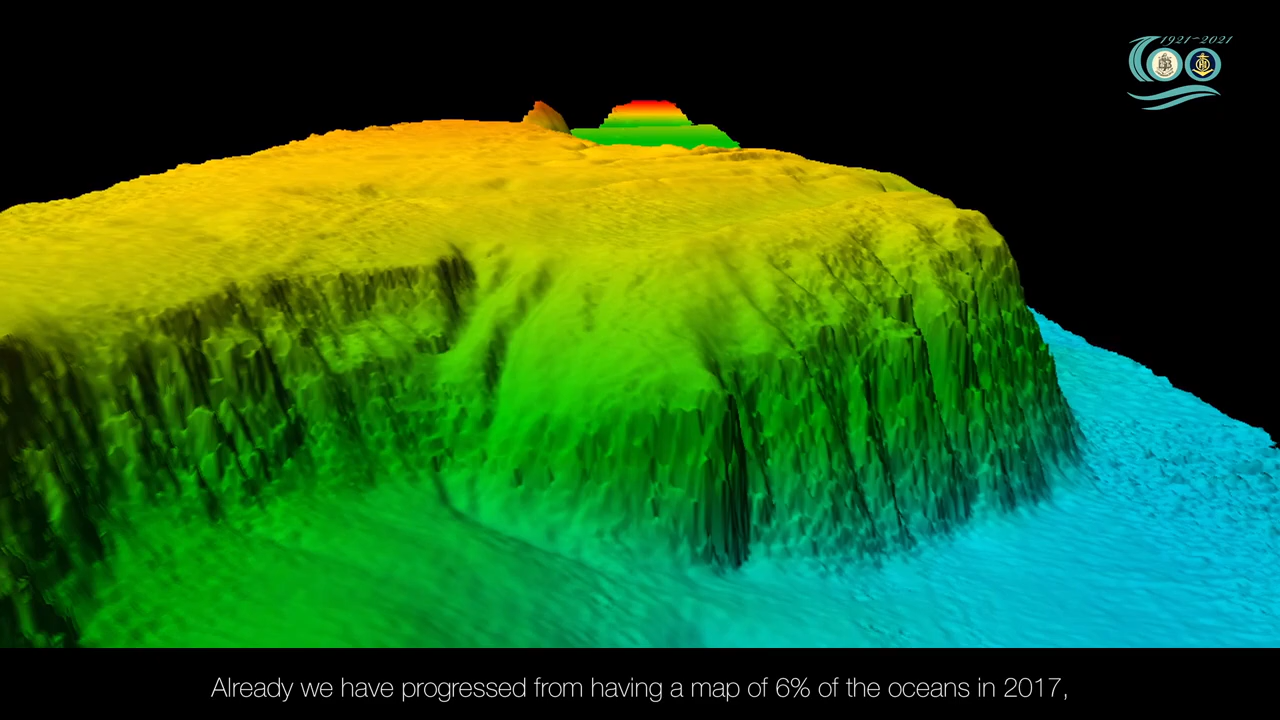 1921~2021
Already we have progressed from having a map of 6% of the oceans in 2017,